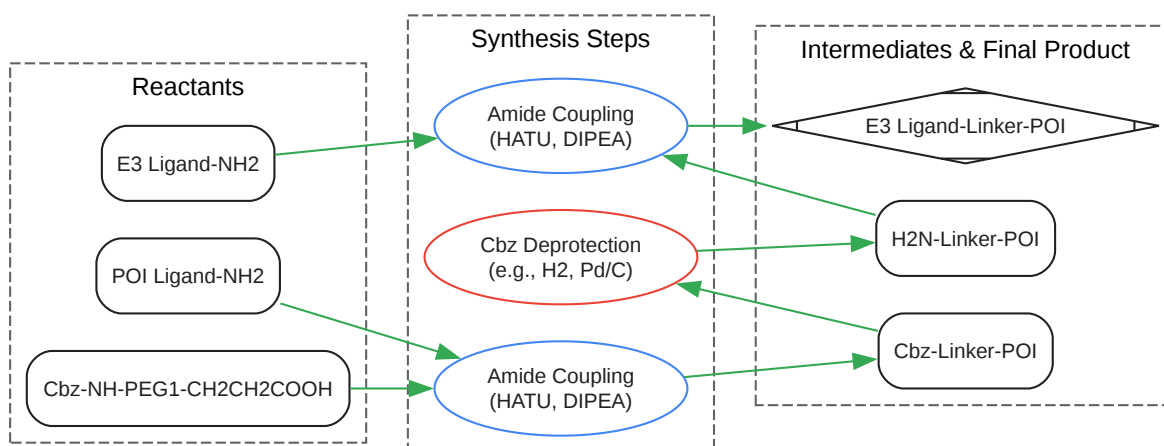 Reactants
E3 Ligand-NH2
POI Ligand-NH2
Cbz-NH-PEG1-CH2CH2COOH
Synthesis Steps
Amide Coupling
(HATU, DIPEA)
Cbz Deprotection
(e.g., H2, Pd/C)
Amide Coupling
(HATU, DIPEA)
Intermediates & Final Product
E3 Ligand-Linker-POI
H2N-Linker-POI
Cbz-Linker-POI